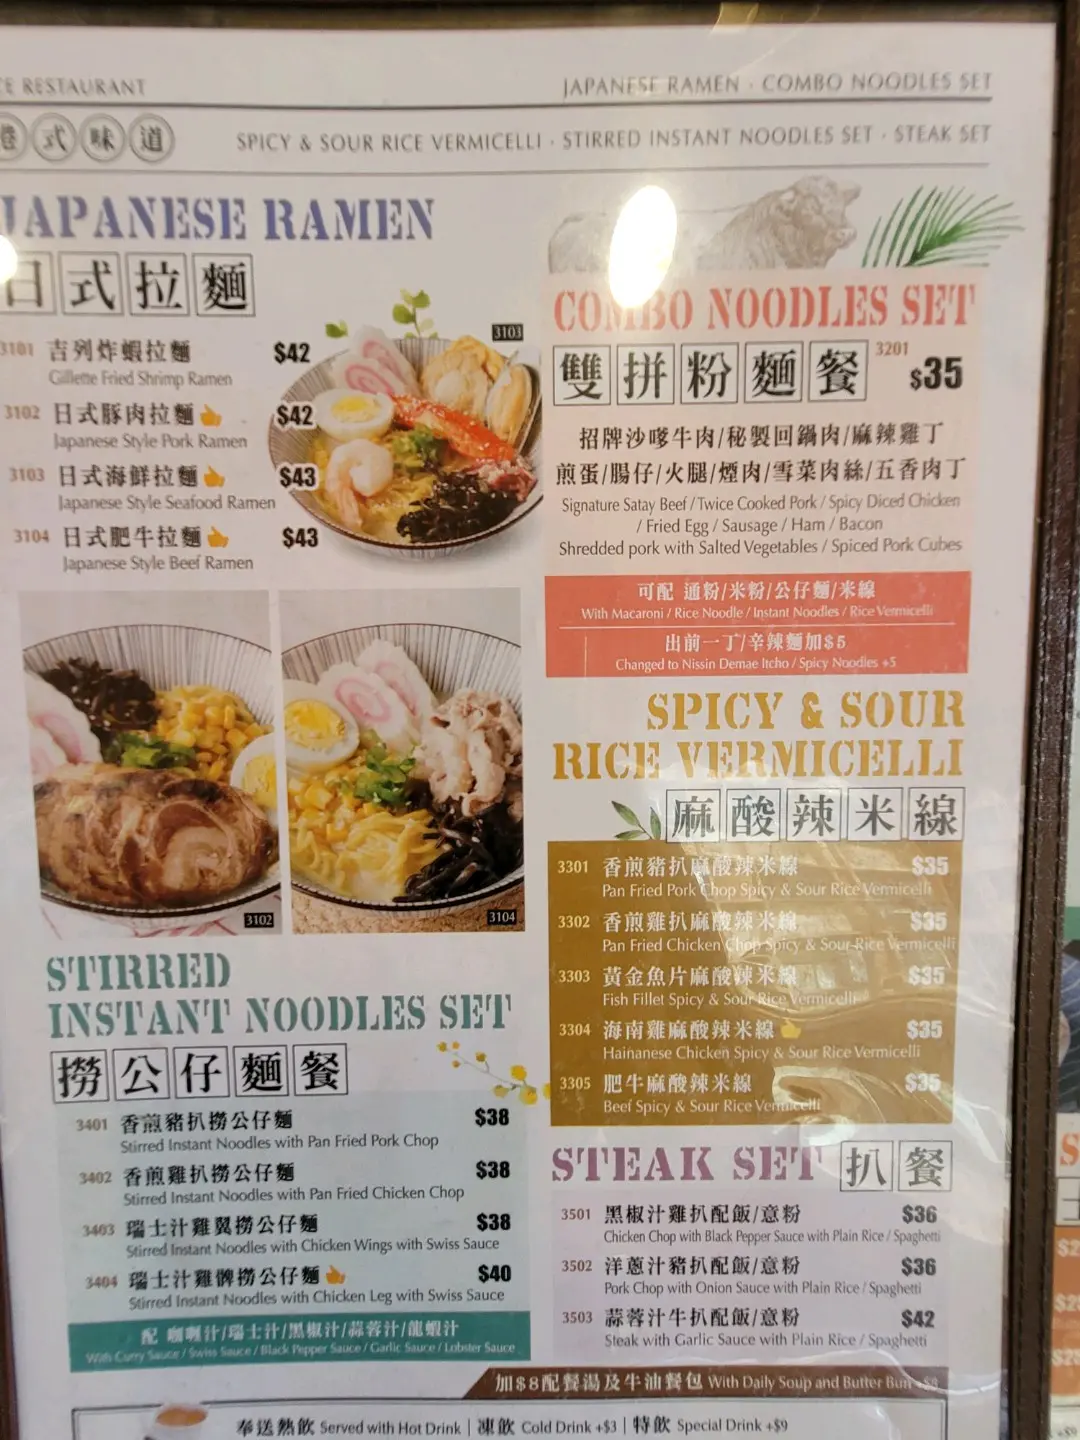 CE RESTAURANT
JAPANESE RAMEN · COMBO NOODLES SET
港式味道
SPICY & SOUR RICE VERMICELLI · STIRRED INSTANT NOODLES SET · STEAK SET
JAPANESE RAMEN
日式拉麵
3101 吉列炸蝦拉麵 $42
Gillette Fried Shrimp Ramen
3102 日式豚肉拉麵 $42
Japanese Style Pork Ramen
3103 日式海鮮拉麵 $43
Japanese Style Seafood Ramen
3104 日式肥牛拉麵 $43
Japanese Style Beef Ramen
3103
3102
3104
STIRRED
INSTANT NOODLES SET
撈公仔麵餐
3401 香煎豬扒撈公仔麵 $38
Stirred Instant Noodles with Pan Fried Pork Chop
3402 香煎雞扒撈公仔麵 $38
Stirred Instant Noodles with Pan Fried Chicken Chop
3403 瑞士汁雞翼撈公仔麵 $38
Stirred Instant Noodles with Chicken Wings with Swiss Sauce
3404 瑞士汁雞髀撈公仔麵 $40
Stirred Instant Noodles with Chicken Leg with Swiss Sauce
配 咖喱汁/瑞士汁/黑椒汁/蒜蓉汁/龍蝦汁
With Curry Sauce / Swiss Sauce / Black Pepper Sauce / Garlic Sauce / Lobster Sauce
COMBO NOODLES SET
雙拼粉麵餐 3201 $35
招牌沙嗲牛肉/秘製回鍋肉/麻辣雞丁
煎蛋/腸仔/火腿/煙肉/雪菜肉絲/五香肉丁
Signature Satay Beef / Twice Cooked Pork / Spicy Diced Chicken
/ Fried Egg / Sausage / Ham / Bacon
Shredded pork with Salted Vegetables / Spiced Pork Cubes
可配 通粉/米粉/公仔麵/米線
With Macaroni / Rice Noodle / Instant Noodles / Rice Vermicelli
出前一丁/辛辣麵加$5
Changed to Nissin Demae Itcho / Spicy Noodles +5
SPICY & SOUR
RICE VERMICELLI
麻酸辣米線
3301 香煎豬扒麻酸辣米線 $35
Pan Fried Pork Chop Spicy & Sour Rice Vermicelli
3302 香煎雞扒麻酸辣米線 $35
Pan Fried Chicken Chop Spicy & Sour Rice Vermicelli
3303 黃金魚片麻酸辣米線 $35
Fish Fillet Spicy & Sour Rice Vermicelli
3304 海南雞麻酸辣米線 $35
Hainanese Chicken Spicy & Sour Rice Vermicelli
3305 肥牛麻酸辣米線 $35
Beef Spicy & Sour Rice Vermicelli
STEAK SET 扒餐
3501 黑椒汁雞扒配飯/意粉 $36
Chicken Chop with Black Pepper Sauce with Plain Rice / Spaghetti
3502 洋蔥汁豬扒配飯/意粉 $36
Pork Chop with Onion Sauce with Plain Rice / Spaghetti
3503 蒜蓉汁牛扒配飯/意粉 $42
Steak with Garlic Sauce with Plain Rice / Spaghetti
加$8配餐湯及牛油餐包 With Daily Soup and Butter Bun +$8
奉送熱飲 Served with Hot Drink | 凍飲 Cold Drink +$3 | 特飲 Special Drink +$9